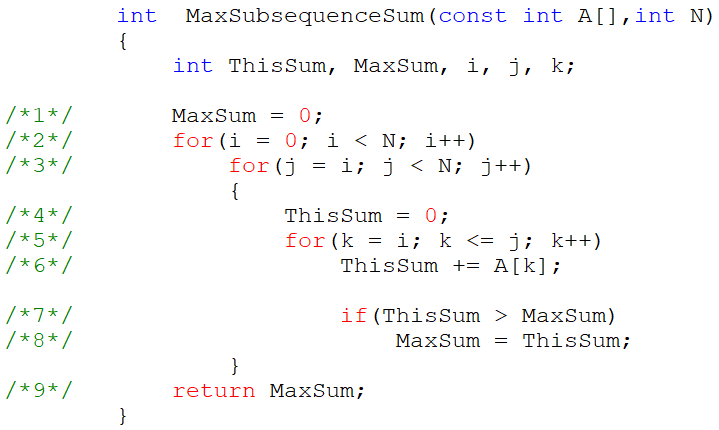 int  MaxSubsequenceSum(const int A[],int N)
{
int ThisSum, MaxSum, i, j, k;
/*1*/ MaxSum = 0;
/*2*/ for(i = 0; i < N; i++)
/*3*/ for(j = i; j < N; j++)
{
/*4*/ ThisSum = 0;
/*5*/ for(k = i; k <= j; k++)
/*6*/ ThisSum += A[k];
/*7*/ if(ThisSum > MaxSum)
/*8*/ MaxSum = ThisSum;
}
/*9*/ return MaxSum;
}